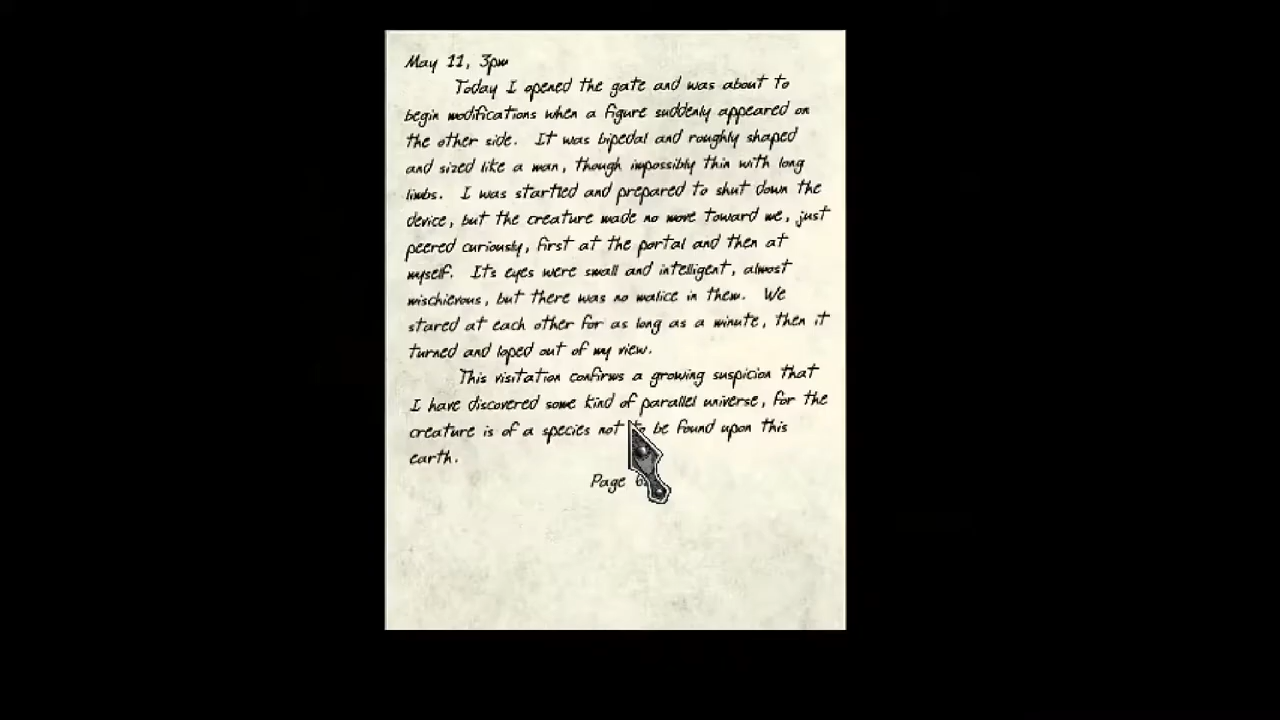 May 11, 3pm
Today I opened the gate and was about to
begin modifications when a figure suddenly appeared on
the other side. It was bipedal and roughly shaped
and sized like a man, though impossibly thin with long
limbs. I was startled and prepared to shut down the
device, but the creature made no move toward me, just
peered curiously, first at the portal and then at
myself. Its eyes were small and intelligent, almost
mischievous, but there was no malice in them. We
stared at each other for as long as a minute, then it
turned and loped out of my view.
This visitation confirms a growing suspicion that
I have discovered some kind of parallel universe, for the
creature is of a species not to be found upon this
earth.
Page